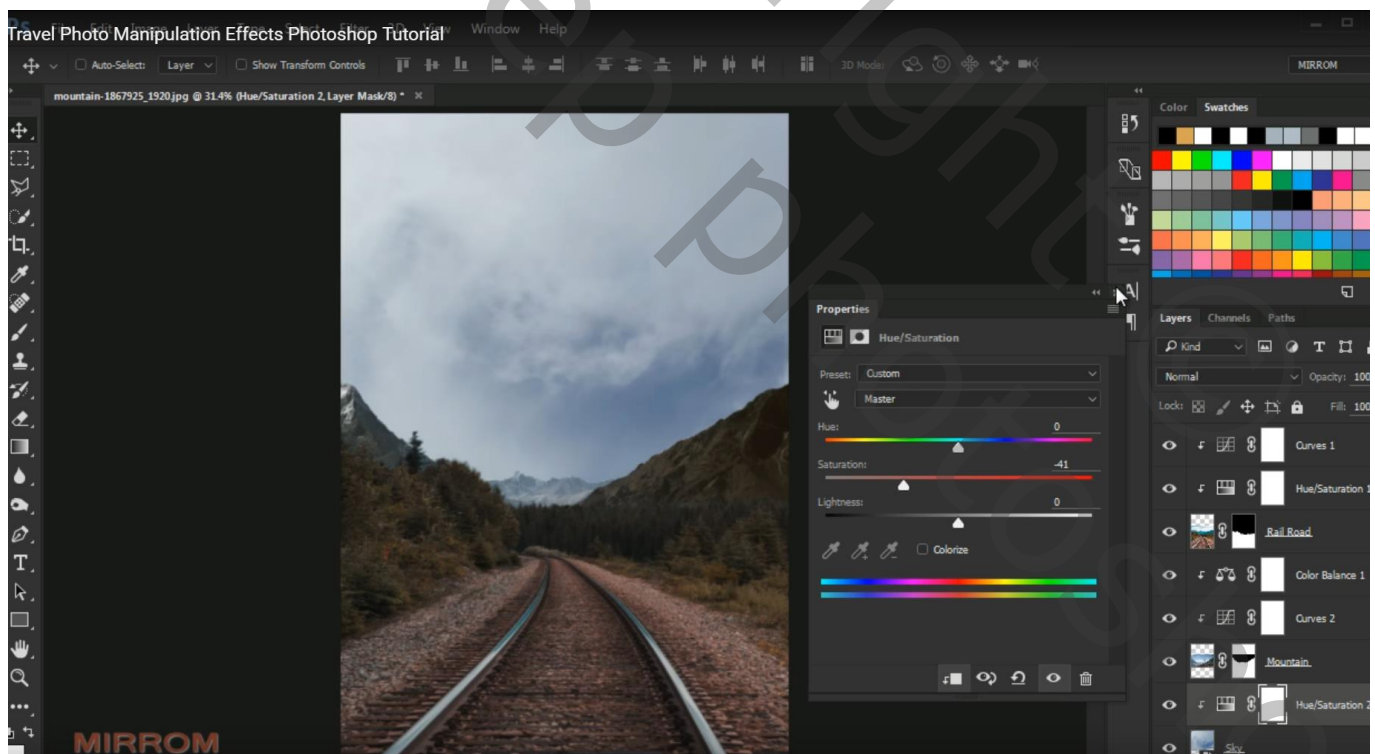 Travel Photo Manipulation Effects Photoshop Tutorial
Window Help
Auto-Select: Layer Show Transform Controls 3D Mode: MIRROM
mountain-1867925_1920.jpg @ 31.4% (Hue/Saturation 2, Layer Mask/8) *
Color Swatches
Properties
Hue/Saturation
Preset: Custom
Master
Hue: 0
Saturation: -41
Lightness: 0
Colorize
Layers Channels Paths
Kind
Normal Opacity: 100
Lock: Fill: 100
Curves 1
Hue/Saturation 1
Rail Road
Color Balance 1
Curves 2
Mountain
Hue/Saturation 2
Sky
MIRROM